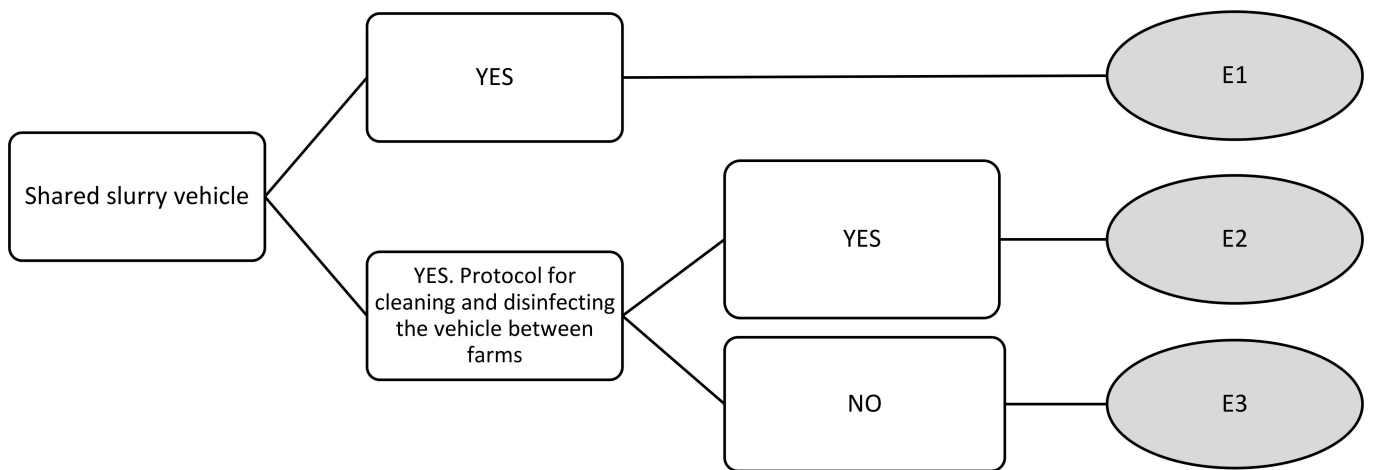 YES
E1
Shared slurry vehicle
YES
E2
YES. Protocol for
cleaning and disinfecting
the vehicle between
farms
NO
E3